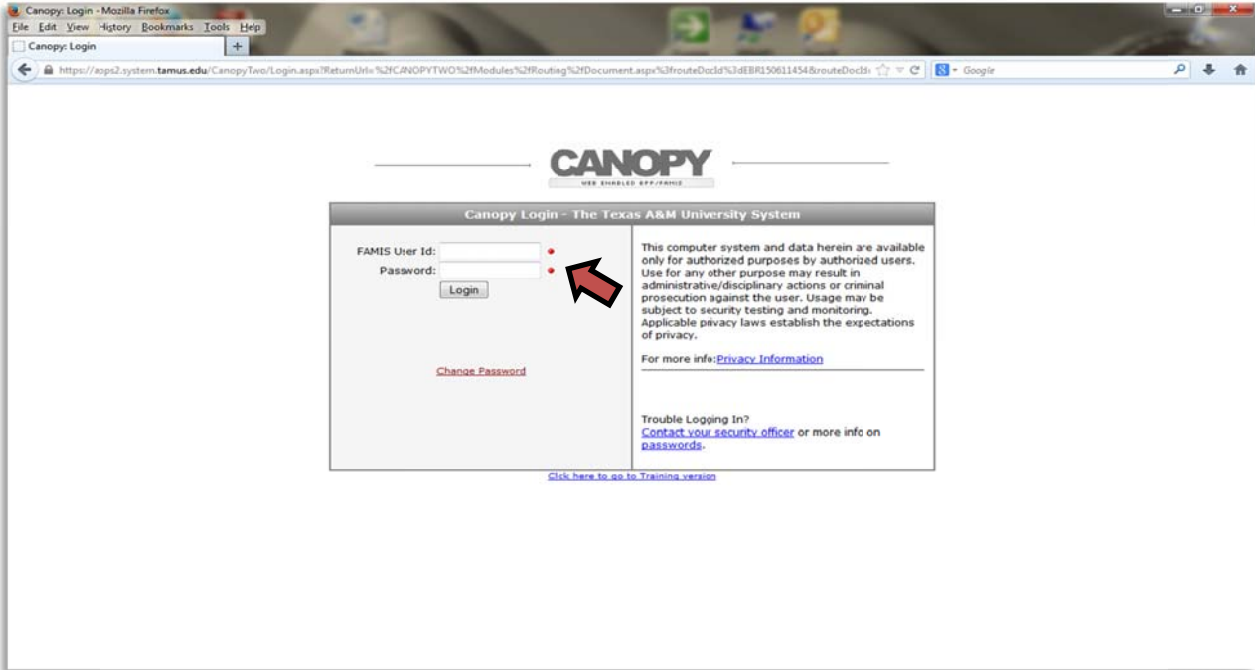 Canopy: Login - Mozilla Firefox
File Edit View History Bookmarks Tools Help
Canopy: Login
+
https://apps2.system.tamus.edu/CanopyTwo/Login.aspx?ReturnUrl=%2fCANOPYTWO%2fModules%2fRouting%2fDocument.aspx%3frouteDocId%3dEBR150611454&routeDocId
Google
CANOPY
WEB ENABLED EPP/FAMIS
Canopy Login - The Texas A&M University System
FAMIS User Id:
Password:
Login
Change Password
This computer system and data herein are available
only for authorized purposes by authorized users.
Use for any other purpose may result in
administrative/disciplinary actions or criminal
prosecution against the user. Usage may be
subject to security testing and monitoring.
Applicable privacy laws establish the expectations
of privacy.
For more info:Privacy Information
Trouble Logging In?
Contact your security officer or more info on
passwords.
Click here to go to Training version